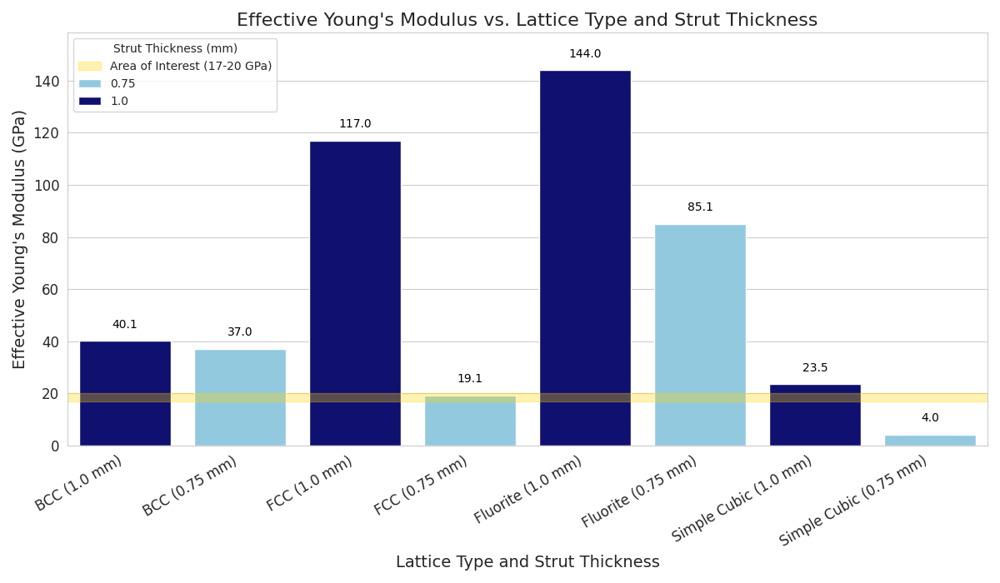 Effective Young's Modulus vs. Lattice Type and Strut Thickness
Strut Thickness (mm)
Area of Interest (17-20 GPa)
0.75
1.0
Effective Young's Modulus (GPa)
140
120
100
80
60
40
20
0
40.1
37.0
117.0
19.1
144.0
85.1
23.5
4.0
BCC (1.0 mm)
BCC (0.75 mm)
FCC (1.0 mm)
FCC (0.75 mm)
Fluorite (1.0 mm)
Fluorite (0.75 mm)
Simple Cubic (1.0 mm)
Simple Cubic (0.75 mm)
Lattice Type and Strut Thickness